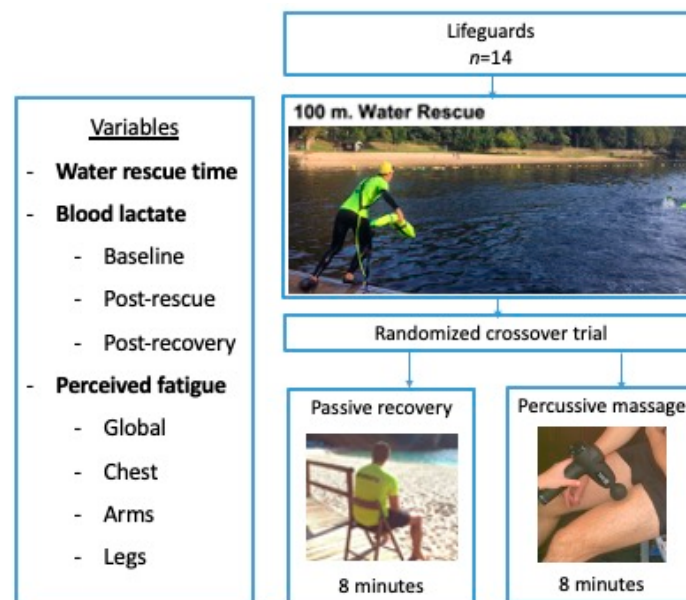 Lifeguards
n=14
Variables
- Water rescue time
- Blood lactate
- Baseline
- Post-rescue
- Post-recovery
- Perceived fatigue
- Global
- Chest
- Arms
- Legs
100 m. Water Rescue
Randomized crossover trial
Passive recovery
8 minutes
Percussive massage
8 minutes